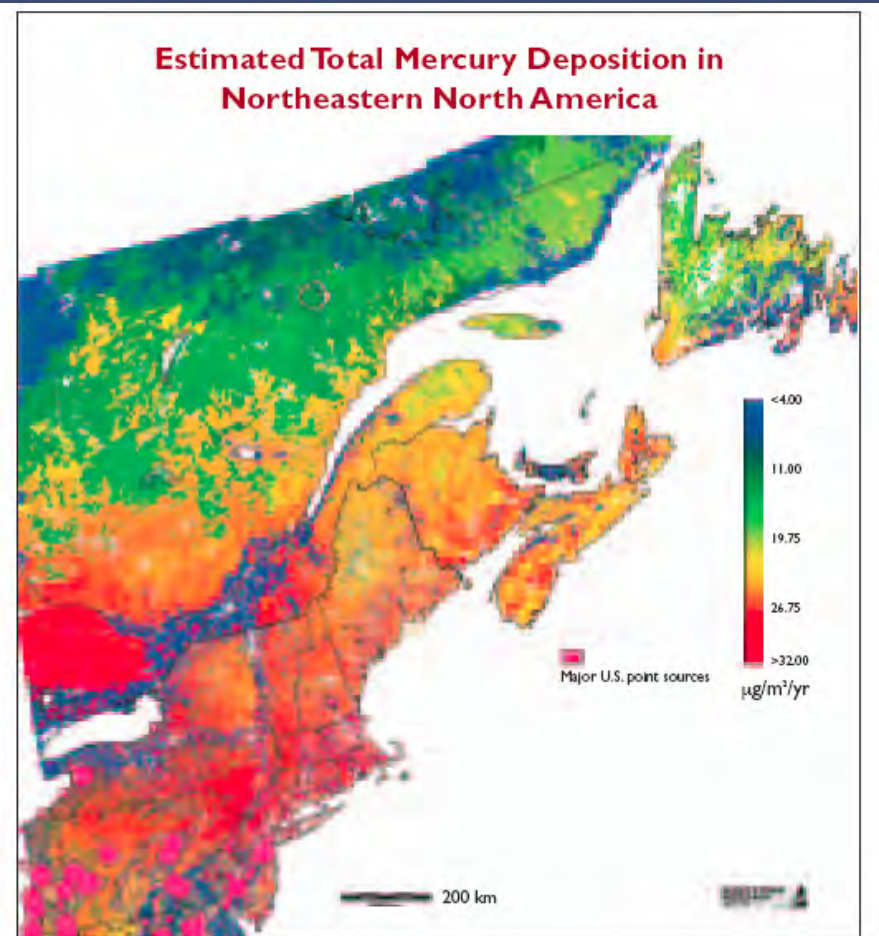 Estimated Total Mercury Deposition in
Northeastern North America
<4.00
11.00
19.75
26.75
>32.00
µg/m²/yr
Major U.S. point sources
200 km